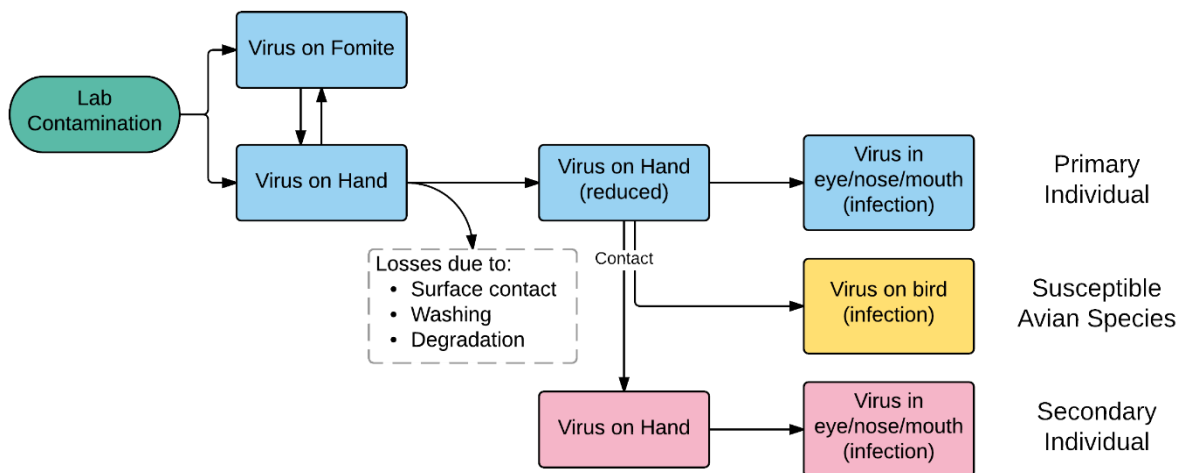 Virus on Fomite
Lab
Contamination
Virus on Hand
Virus on Hand
(reduced)
Virus in
eye/nose/mouth
(infection)
Primary
Individual
Losses due to:
• Surface contact
• Washing
• Degradation
Contact
Virus on bird
(infection)
Susceptible
Avian Species
Virus on Hand
Virus in
eye/nose/mouth
(infection)
Secondary
Individual